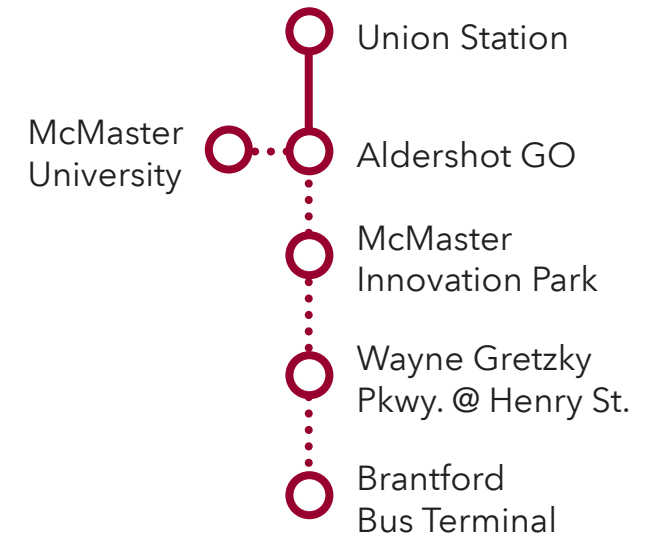 Union Station
McMaster
University
Aldershot GO
McMaster
Innovation Park
Wayne Gretzky
Pkwy. @ Henry St.
Brantford
Bus Terminal